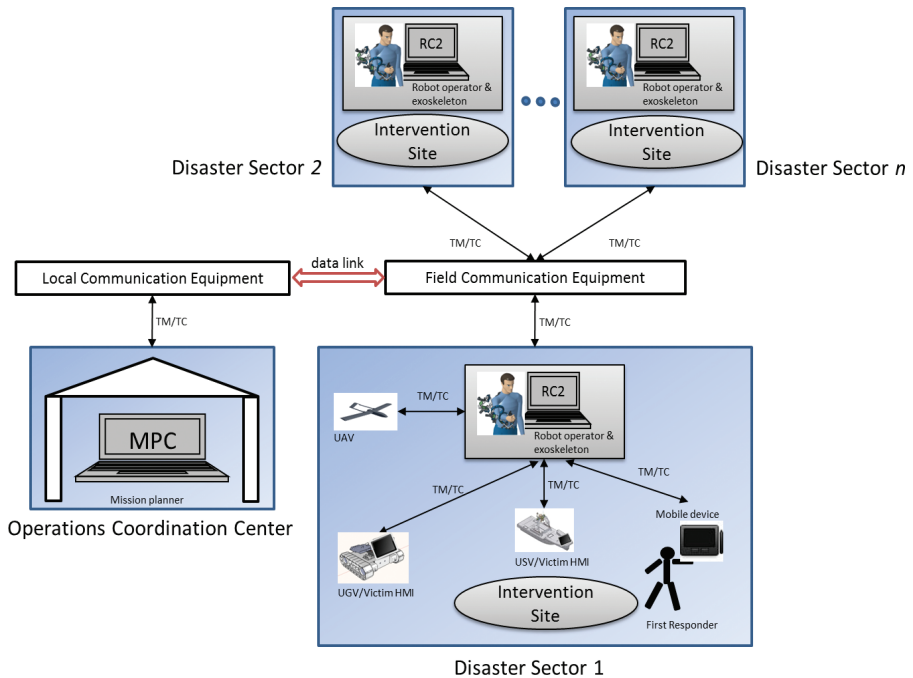 RC2
Robot operator &
exoskeleton
Intervention
Site
Disaster Sector 2
RC2
Robot operator &
exoskeleton
Intervention
Site
Disaster Sector n
TM/TC
TM/TC
Local Communication Equipment
data link
Field Communication Equipment
TM/TC
TM/TC
MPC
Mission planner
Operations Coordination Center
RC2
Robot operator &
exoskeleton
TM/TC
UAV
TM/TC
TM/TC
TM/TC
Mobile device
UGV/Victim HMI
USV/Victim HMI
Intervention
Site
First Responder
Disaster Sector 1